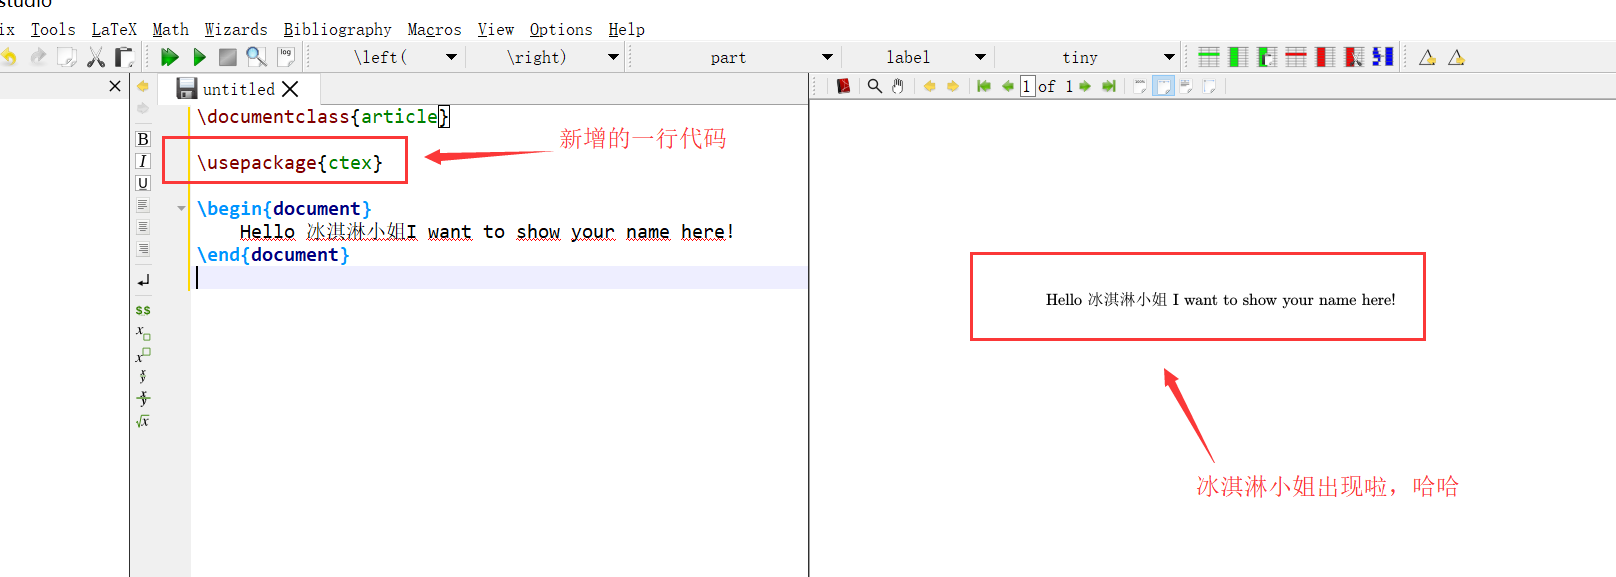 studio
ix Tools LaTeX Math Wizards Bibliography Macros View Options Help
log \left( \right) part label tiny
untitled
1 of 1
\documentclass{article}
新增的一行代码
\usepackage{ctex}
\begin{document}
Hello 冰淇淋小姐I want to show your name here!
\end{document}
Hello 冰淇淋小姐 I want to show your name here!
冰淇淋小姐出现啦，哈哈
B
I
U
$$
x
x
x
y
x
y
√x